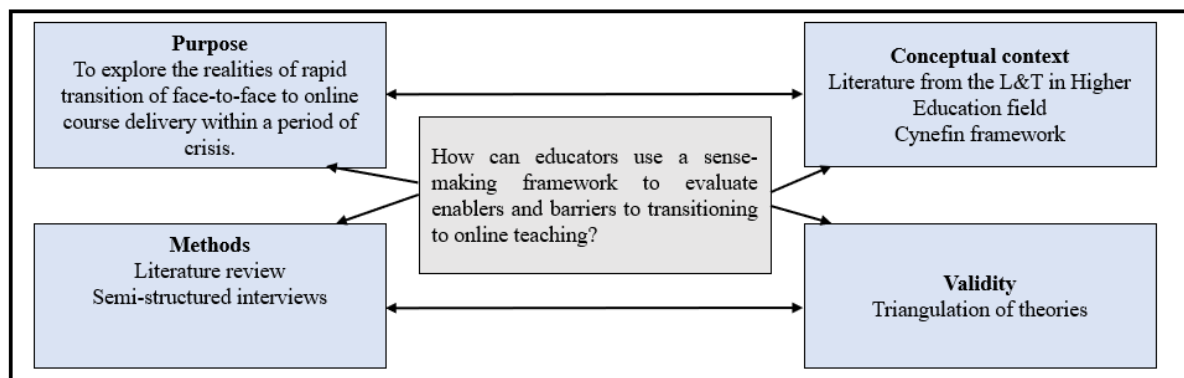 Purpose
To explore the realities of rapid
transition of face-to-face to online
course delivery within a period of
crisis.
Conceptual context
Literature from the L&T in Higher
Education field
Cynefin framework
How can educators use a sense-
making framework to evaluate
enablers and barriers to transitioning
to online teaching?
Methods
Literature review
Semi-structured interviews
Validity
Triangulation of theories